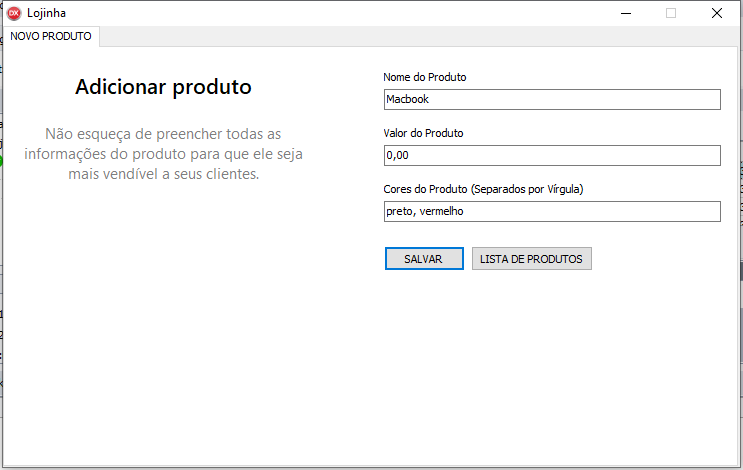 DX Lojinha
NOVO PRODUTO
Adicionar produto
Não esqueça de preencher todas as
informações do produto para que ele seja
mais vendível a seus clientes.
Nome do Produto
Macbook
Valor do Produto
0,00
Cores do Produto (Separados por Vírgula)
preto, vermelho
SALVAR
LISTA DE PRODUTOS